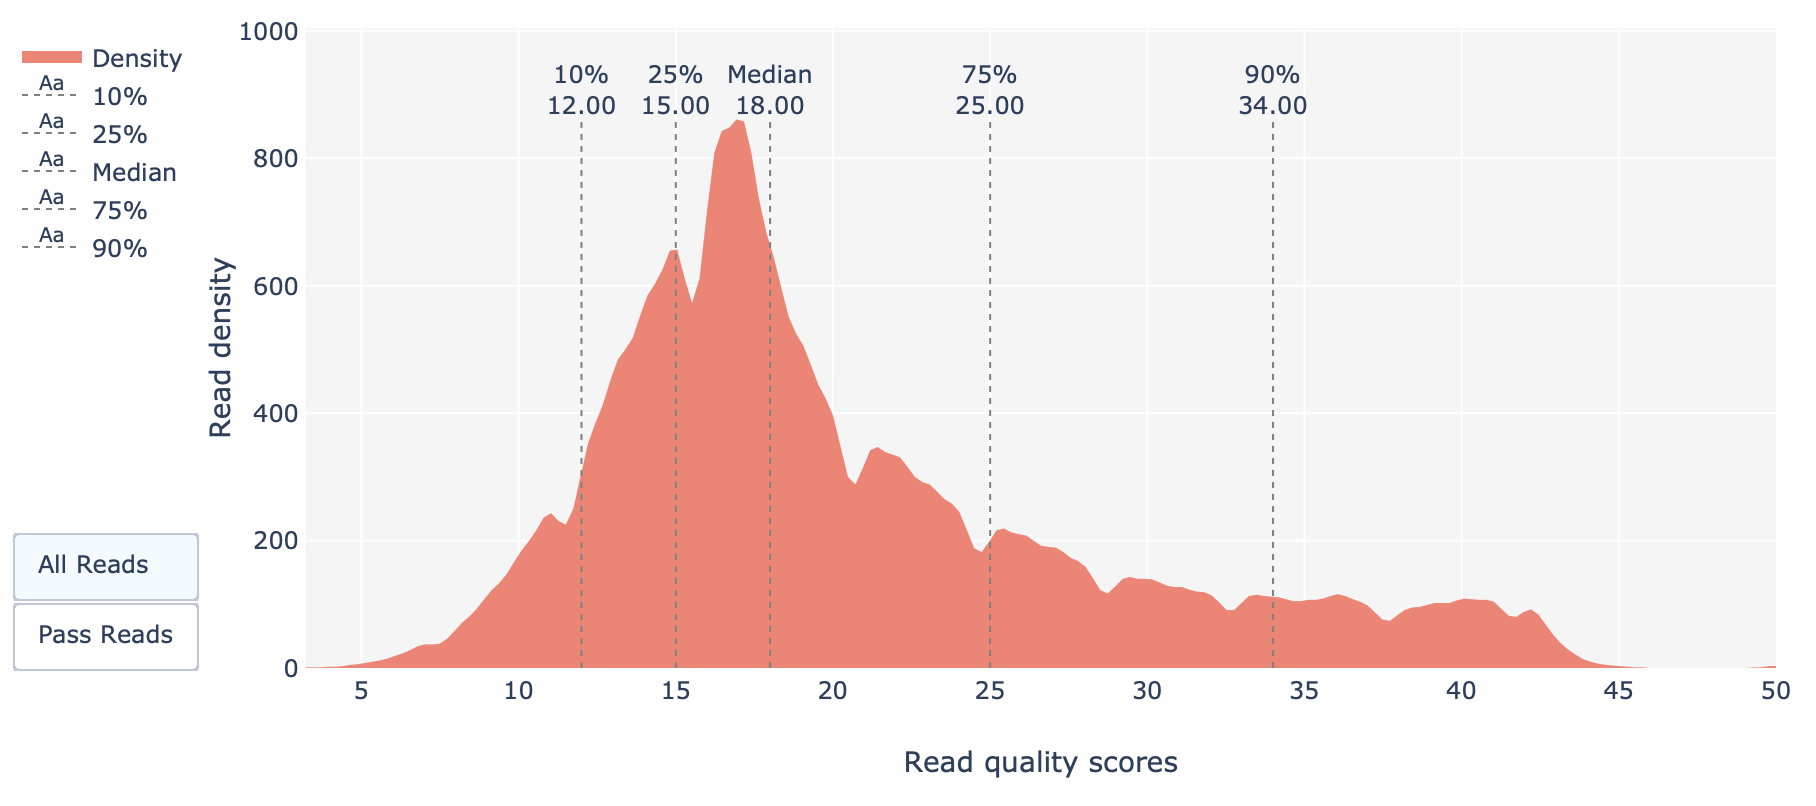 Density
Aa
10%
Aa
25%
Aa
Median
Aa
75%
Aa
90%
All Reads
Pass Reads
Read density
1000
800
600
400
200
0
10%
12.00
25%
15.00
Median
18.00
75%
25.00
90%
34.00
5 10 15 20 25 30 35 40 45 50
Read quality scores